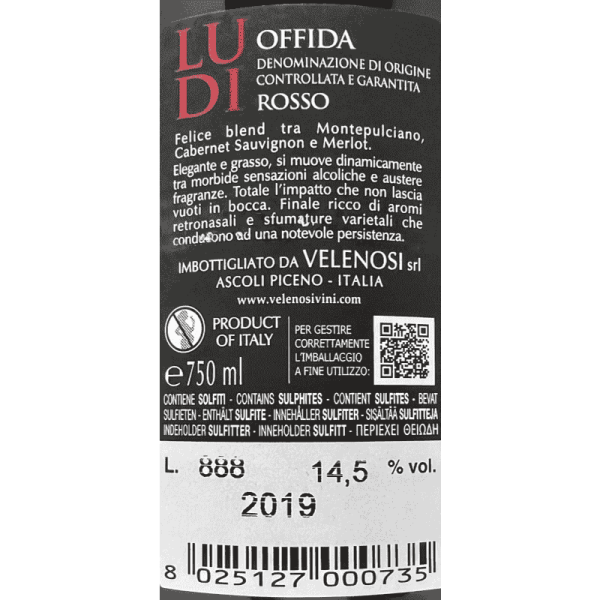 LU
DI
OFFIDA
DENOMINAZIONE DI ORIGINE
CONTROLLATA E GARANTITA
ROSSO
Felice blend tra Montepulciano,
Cabernet Sauvignon e Merlot.
Elegante e grasso, si muove dinamicamente
tra morbide sensazioni alcoliche e austere
fragranze. Totale l'impatto che non lascia
vuoti in bocca. Finale ricco di aromi
retronasali e sfumature varietali che
conducono ad una notevole persistenza.
IMBOTTIGLIATO DA VELENOSI srl
ASCOLI PICENO - ITALIA
www.velenosivini.com
PRODUCT
OF ITALY
PER GESTIRE
CORRETTAMENTE
L'IMBALLAGGIO
A FINE UTILIZZO:
℮750 ml
CONTIENE SOLFITI - CONTAINS SULPHITES - CONTIENT SULFITES - BEVAT
SULFIETEN - ENTHÄLT SULFITE - INNEHÅLLER SULFITER - SISÄLTÄÄ SULFIITTEJA
INDEHOLDER SULFITTER - INNEHOLDER SULFITT - ΠΕΡΙΕΧΕΙ ΘΕΙΩΔΗ
L. 888 14,5 % vol.
2019
8 025127 000735